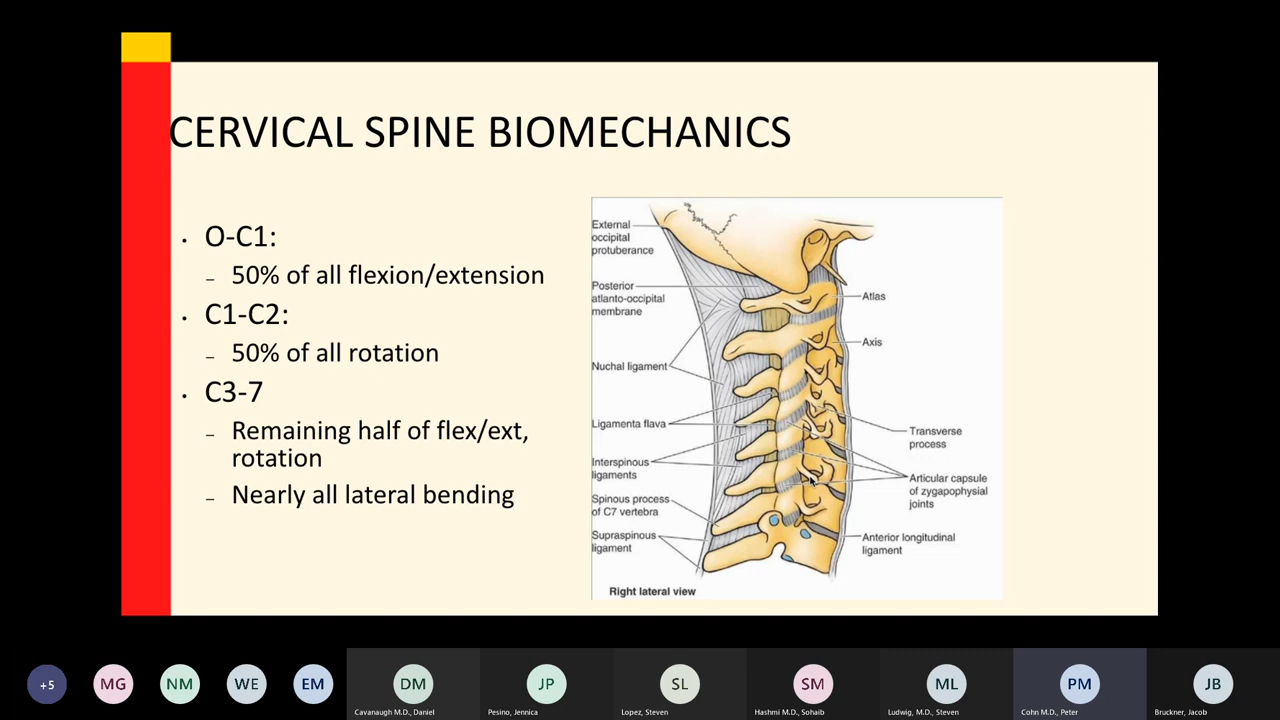 CERVICAL SPINE BIOMECHANICS
• O-C1:
– 50% of all flexion/extension
• C1-C2:
– 50% of all rotation
• C3-7
– Remaining half of flex/ext,
rotation
– Nearly all lateral bending
External
occipital
protuberance
Posterior
atlanto-occipital
membrane
Nuchal ligament
Ligamenta flava
Interspinous
ligaments
Spinous process
of C7 vertebra
Supraspinous
ligament
Atlas
Axis
Transverse
process
Articular capsule
of zygapophysial
joints
Anterior longitudinal
ligament
Right lateral view
+5
MG
NM
WE
EM
DM
JP
SL
SM
ML
PM
JB
Cavanaugh M.D., Daniel
Pesino, Jennica
Lopez, Steven
Hashmi M.D., Sohaib
Ludwig, M.D., Steven
Cohn M.D., Peter
Bruckner, Jacob